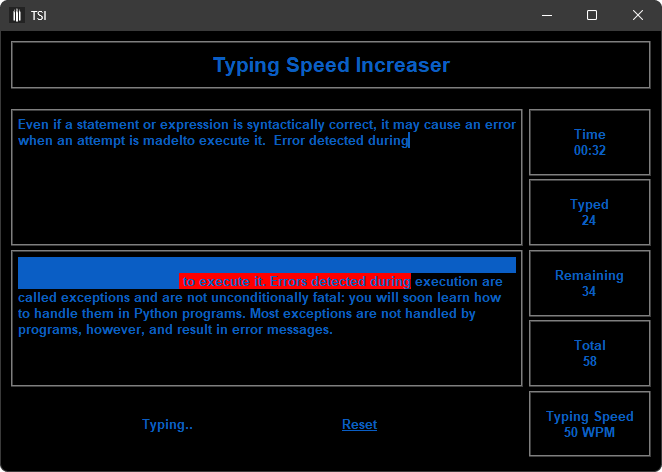 TSI
Typing Speed Increaser
Even if a statement or expression is syntactically correct, it may cause an error
when an attempt is madelto execute it.  Error detected during
to execute it. Errors detected during execution are
called exceptions and are not unconditionally fatal: you will soon learn how
to handle them in Python programs. Most exceptions are not handled by
programs, however, and result in error messages.
Time
00:32
Typed
24
Remaining
34
Total
58
Typing Speed
50 WPM
Typing..
Reset